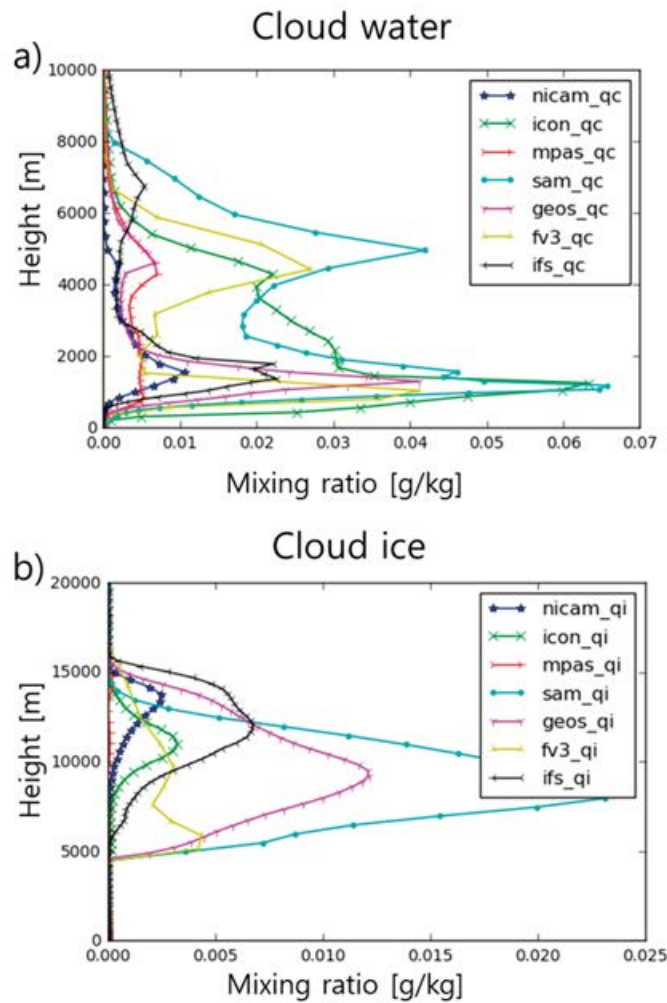 Cloud water
a)
10000
8000
6000
4000
2000
0
Height [m]
nicam_qc
icon_qc
mpas_qc
sam_qc
geos_qc
fv3_qc
ifs_qc
0.00 0.01 0.02 0.03 0.04 0.05 0.06 0.07
Mixing ratio [g/kg]
Cloud ice
b)
20000
15000
10000
5000
0
Height [m]
nicam_qi
icon_qi
mpas_qi
sam_qi
geos_qi
fv3_qi
ifs_qi
0.000 0.005 0.010 0.015 0.020 0.025
Mixing ratio [g/kg]